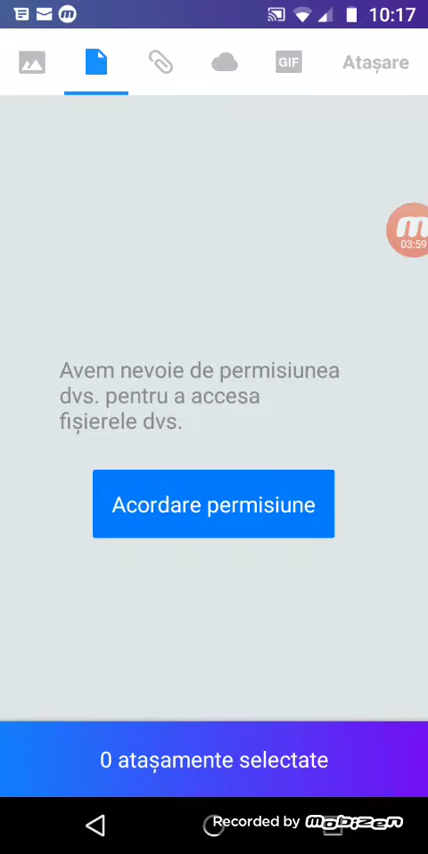 10:17
GIF
Atașare
03:59
Avem nevoie de permisiunea
dvs. pentru a accesa
fișierele dvs.
Acordare permisiune
0 atașamente selectate
Recorded by mobizen